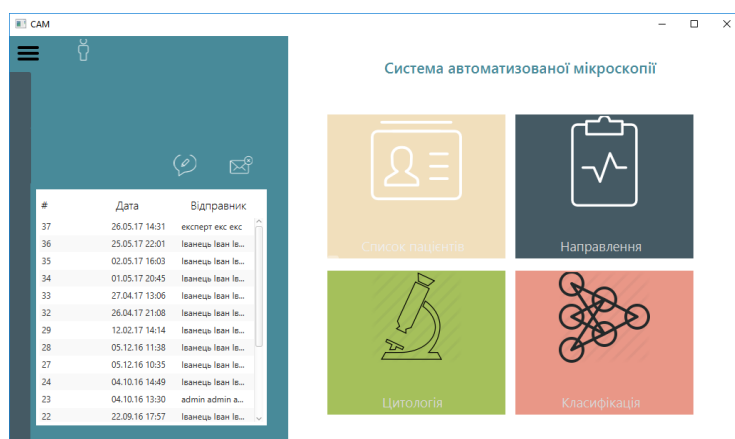 CAM
Система автоматизованої мікроскопії
# Дата Відправник
37 26.05.17 14:31 експерт екс екс
36 25.05.17 22:01 Іванець Іван Ів...
35 02.05.17 16:03 Іванець Іван Ів...
34 01.05.17 20:45 Іванець Іван Ів...
33 27.04.17 13:06 Іванець Іван Ів...
32 26.04.17 21:08 Іванець Іван Ів...
29 12.02.17 14:14 Іванець Іван Ів...
28 05.12.16 11:38 Іванець Іван Ів...
27 05.12.16 10:35 Іванець Іван Ів...
24 04.10.16 14:49 Іванець Іван Ів...
23 04.10.16 13:30 admin admin a...
22 22.09.16 17:57 Іванець Іван Ів...
Список пацієнтів
Направлення
Цитологія
Класифікація